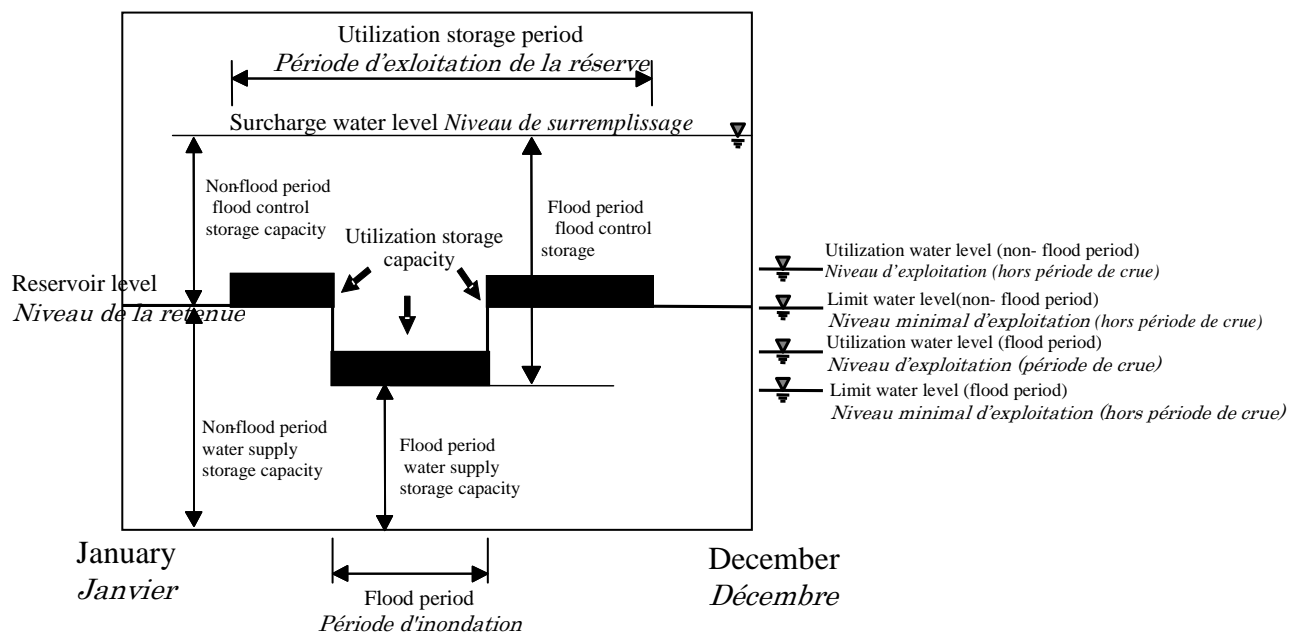 Utilization storage period
Période d'exloitation de la réserve
Surcharge water level Niveau de surremplissage
Non-flood period
flood control
storage capacity
Flood period
flood control
storage
Utilization storage
capacity
Reservoir level
Niveau de la retenue
Utilization water level (non- flood period)
Niveau d'exploitation (hors période de crue)
Limit water level(non- flood period)
Niveau minimal d'exploitation (hors période de crue)
Utilization water level (flood period)
Niveau d'exploitation (période de crue)
Limit water level (flood period)
Niveau minimal d'exploitation (hors période de crue)
Non-flood period
water supply
storage capacity
Flood period
water supply
storage capacity
January
Janvier
December
Décembre
Flood period
Période d'inondation